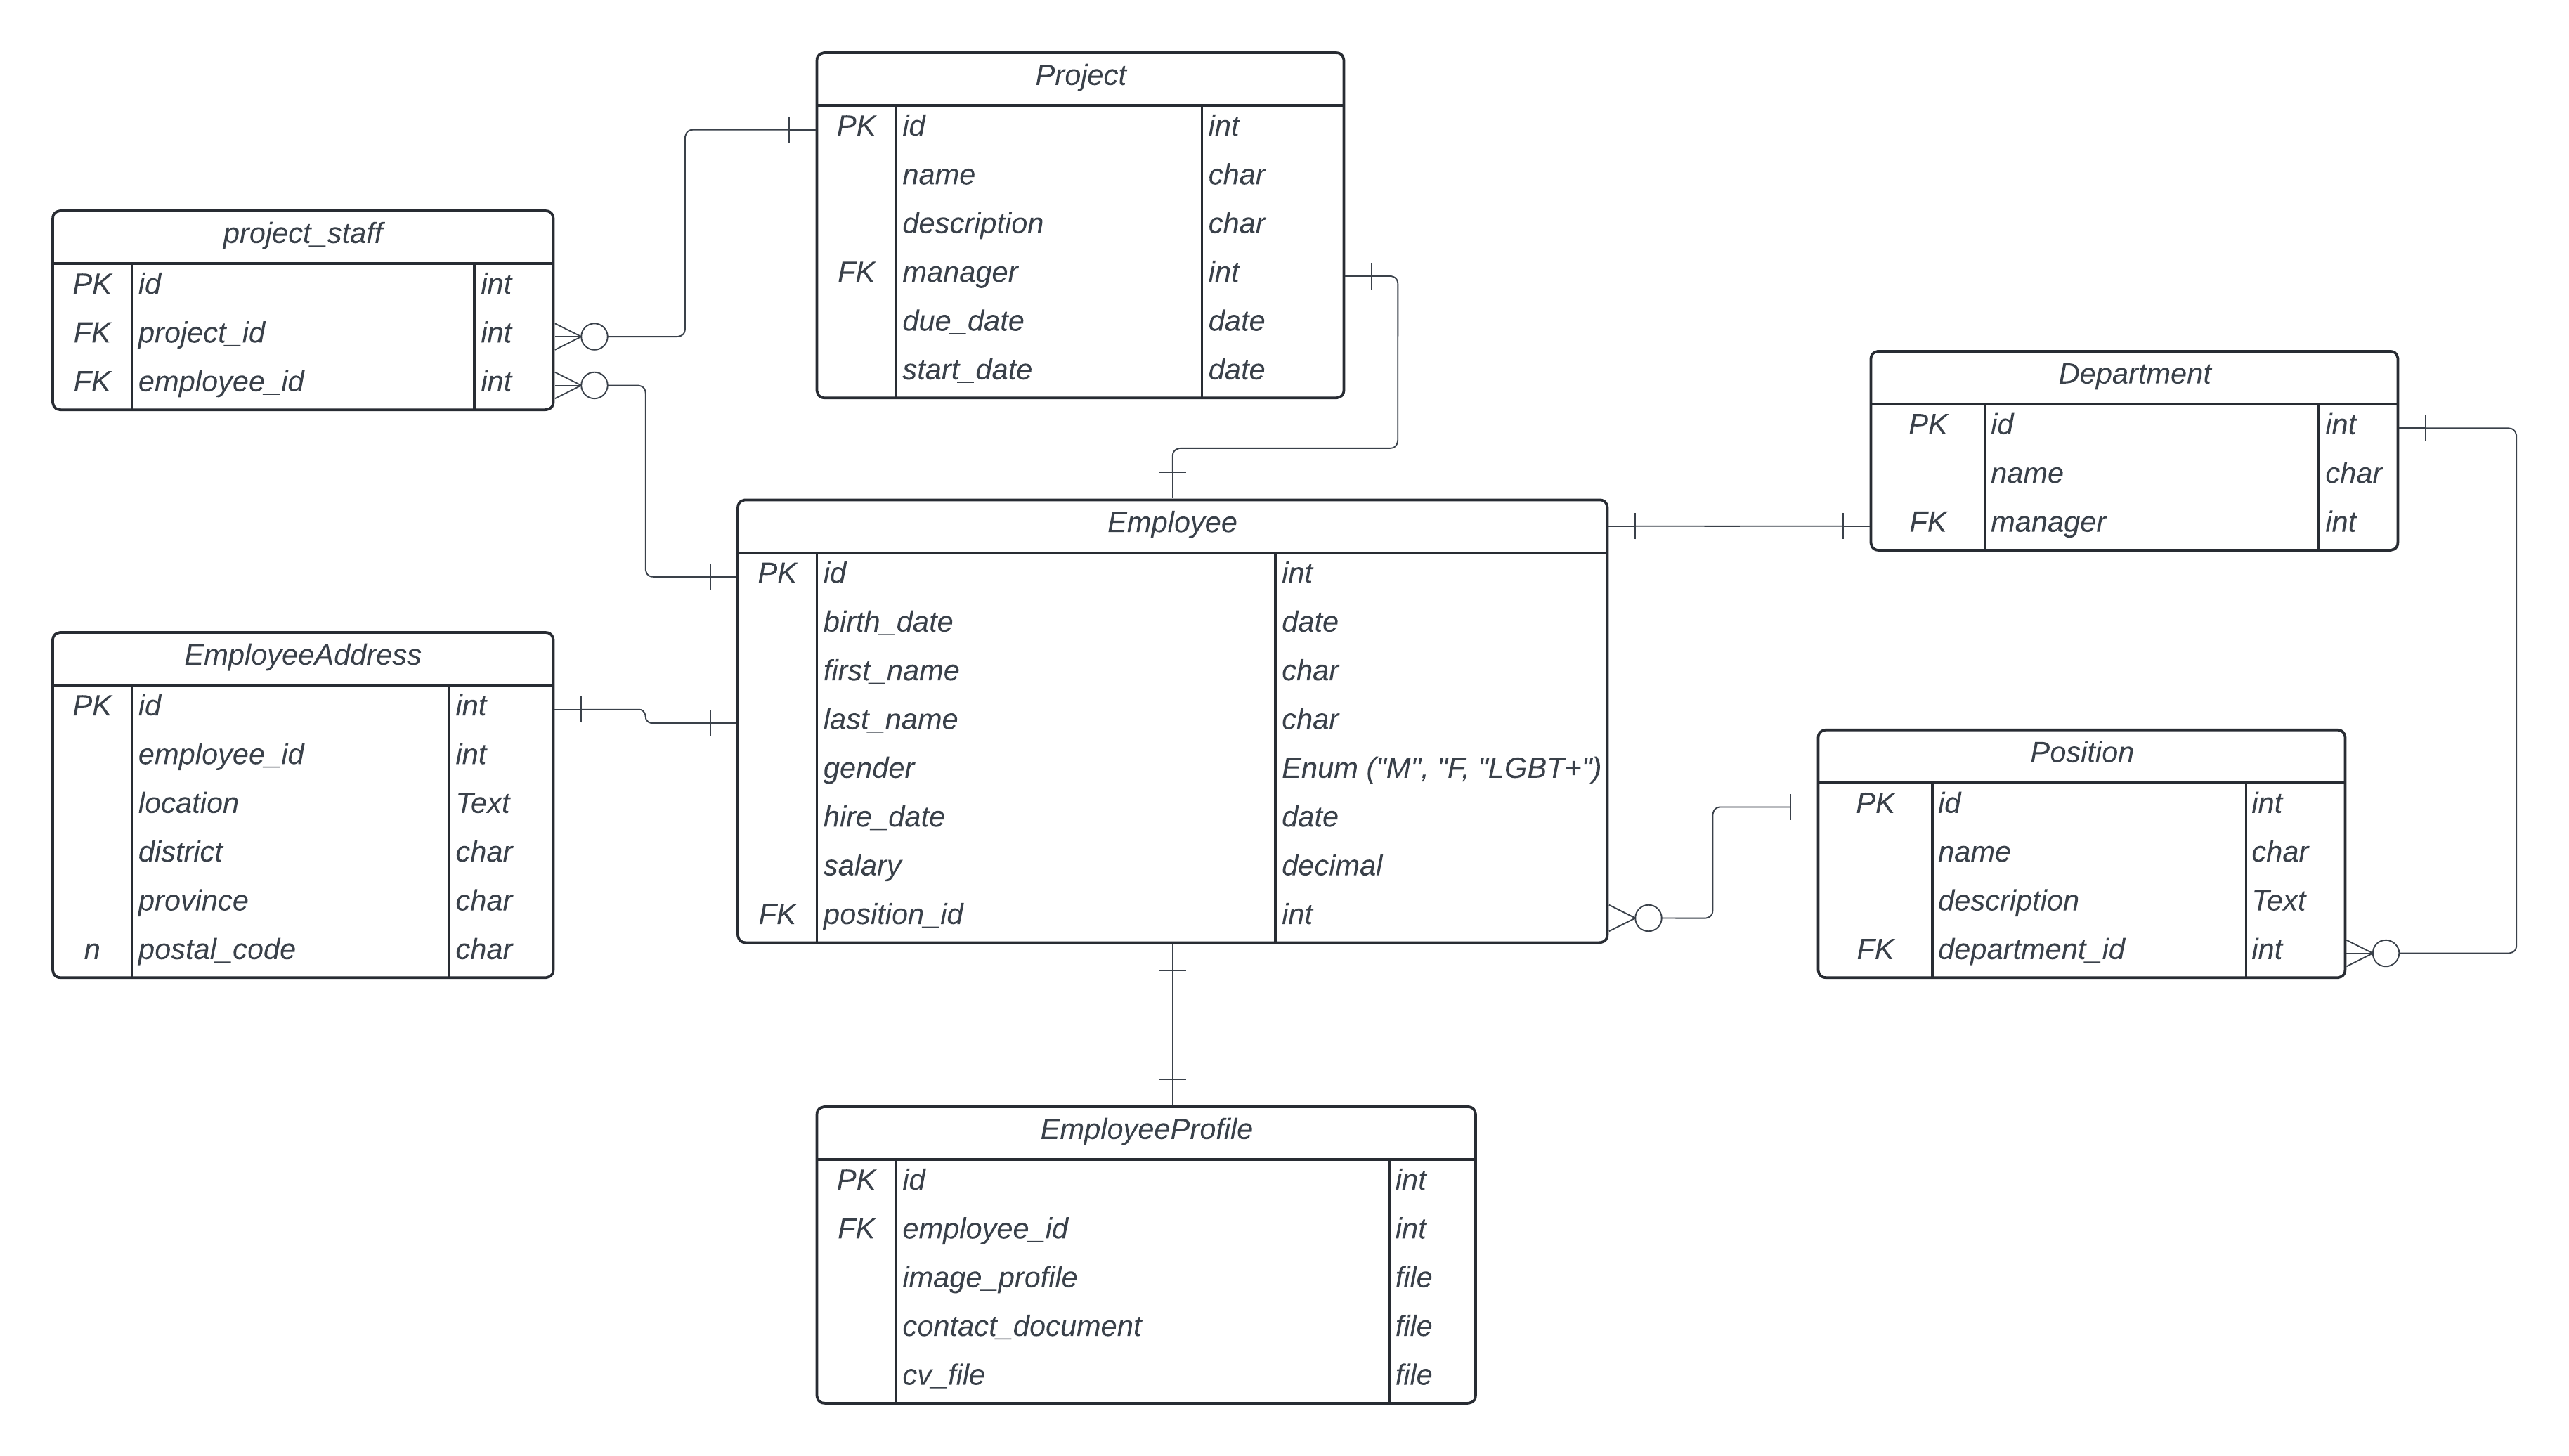 Project
PK id int
name char
description char
FK manager int
due_date date
start_date date
project_staff
PK id int
FK project_id int
FK employee_id int
Department
PK id int
name char
FK manager int
Employee
PK id int
birth_date date
first_name char
last_name char
gender Enum ("M", "F, "LGBT+")
hire_date date
salary decimal
FK position_id int
EmployeeAddress
PK id int
employee_id int
location Text
district char
province char
n postal_code char
Position
PK id int
name char
description Text
FK department_id int
EmployeeProfile
PK id int
FK employee_id int
image_profile file
contact_document file
cv_file file